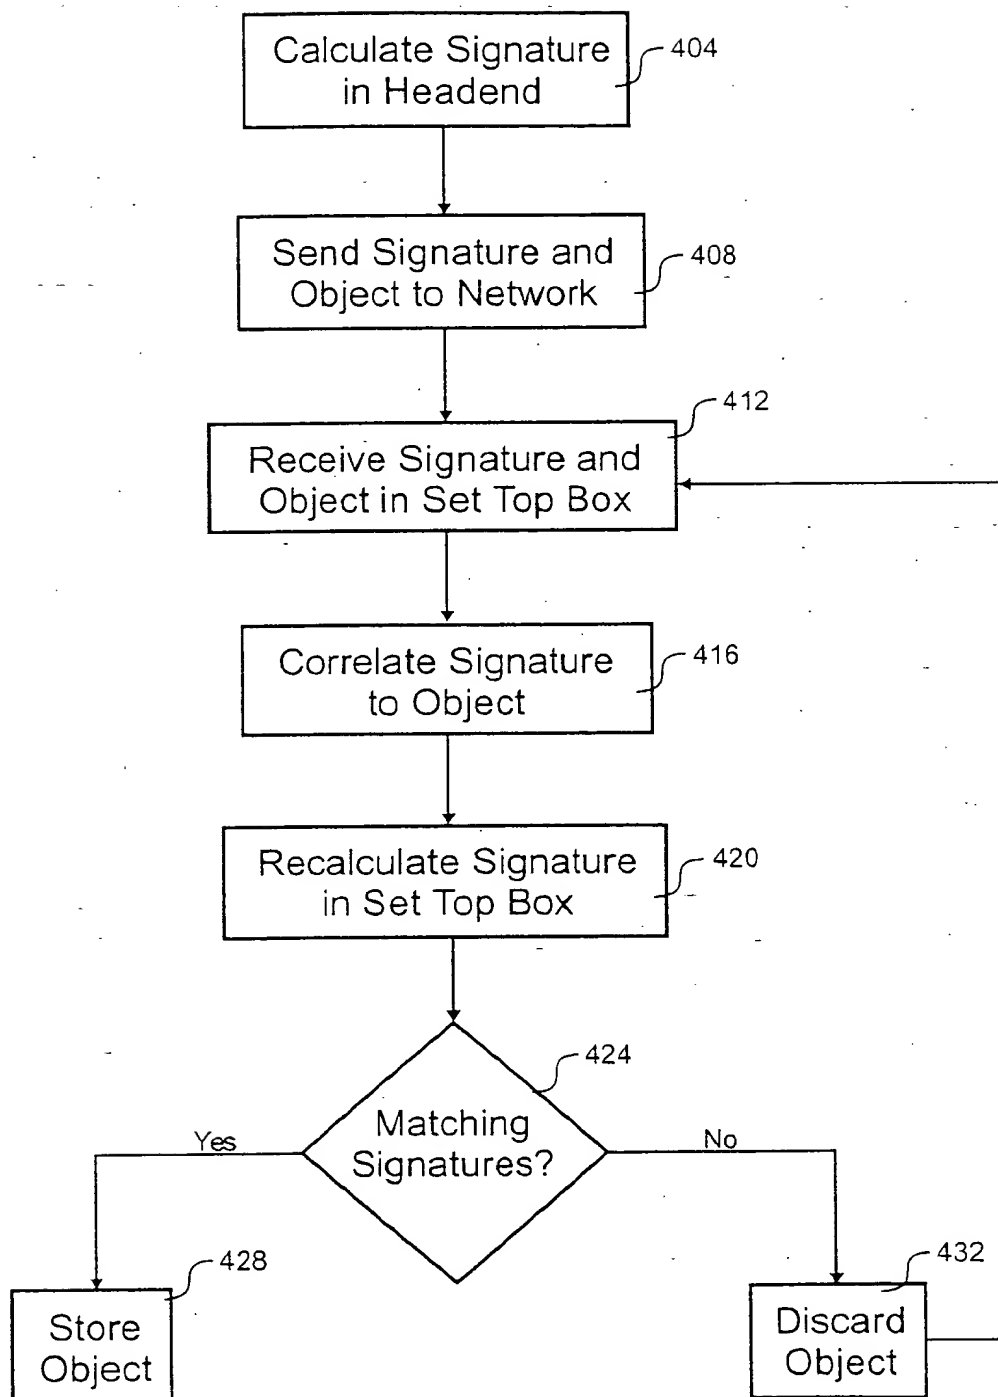 Calculate Signature
in Headend
404
Send Signature and
Object to Network
408
412
Receive Signature and
Object in Set Top Box
Correlate Signature
to Object
416
Recalculate Signature
in Set Top Box
420
424
Matching
Signatures?
Yes
No
428
432
Store
Object
Discard
Object